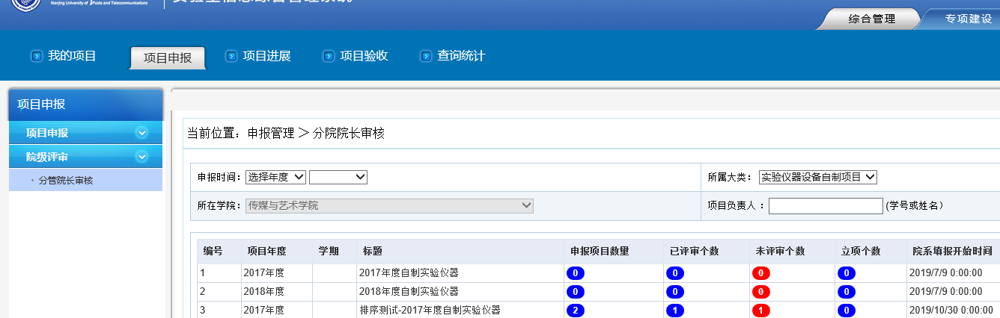 Nanjing University of Posts and Telecommunications
综合管理 专项建设
我的项目 项目申报 项目进展 项目验收 查询统计
项目申报
项目申报
院级评审
· 分管院长审核
当前位置：申报管理 > 分院院长审核
申报时间： 选择年度 所属大类： 实验仪器设备自制项目
所在学院： 传媒与艺术学院 项目负责人 ： (学号或姓名)
编号 项目年度 学期 标题 申报项目数量 已评审个数 未评审个数 立项个数 院系填报开始时间
1 2017年度 2017年度自制实验仪器 0 0 0 0 2019/7/9 0:00:00
2 2018年度 2018年度自制实验仪器 0 0 0 0 2019/7/9 0:00:00
3 2017年度 排序测试-2017年度自制实验仪器 2 1 1 0 2019/10/30 0:00:00